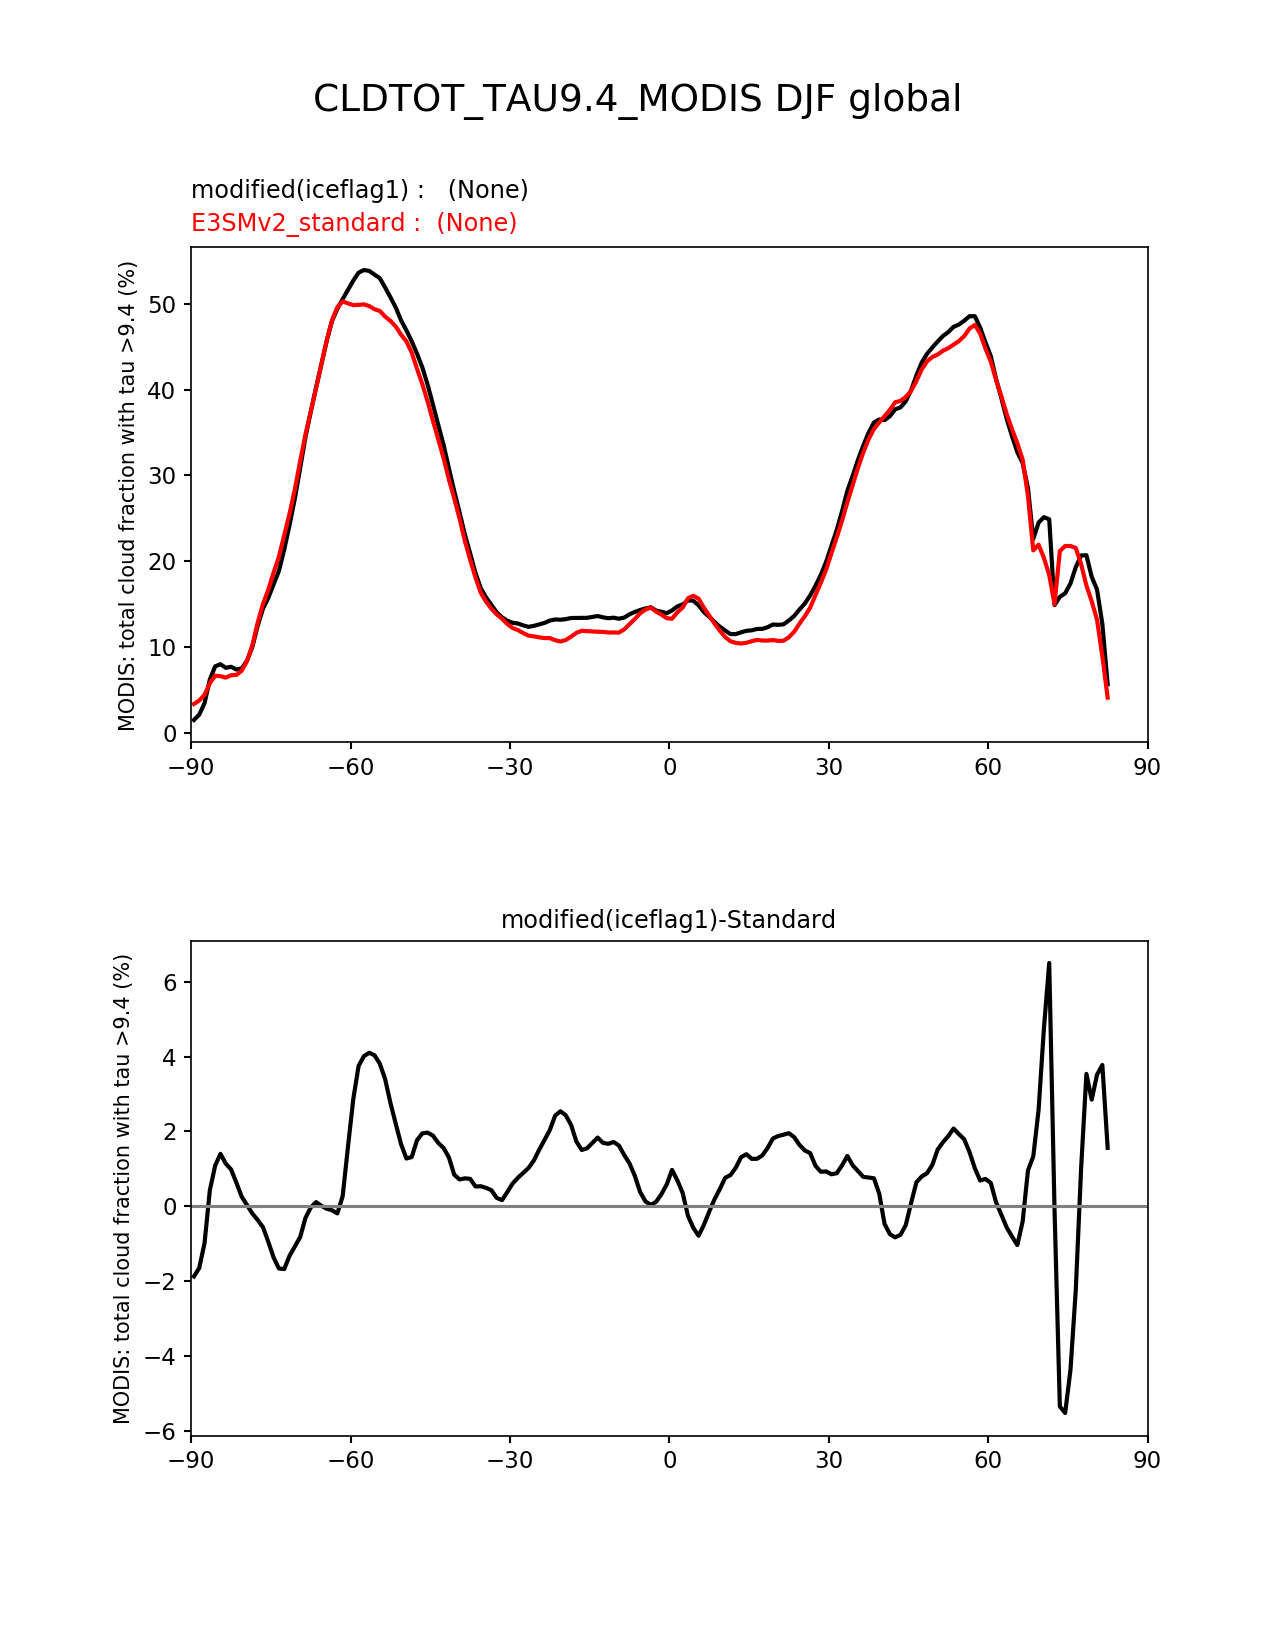 CLDTOT_TAU9.4_MODIS DJF global
modified(iceflag1) :   (None)
E3SMv2_standard :  (None)
MODIS: total cloud fraction with tau >9.4 (%)
50
40
30
20
10
0
−90 −60 −30 0 30 60 90
modified(iceflag1)-Standard
MODIS: total cloud fraction with tau >9.4 (%)
6
4
2
0
−2
−4
−6
−90 −60 −30 0 30 60 90